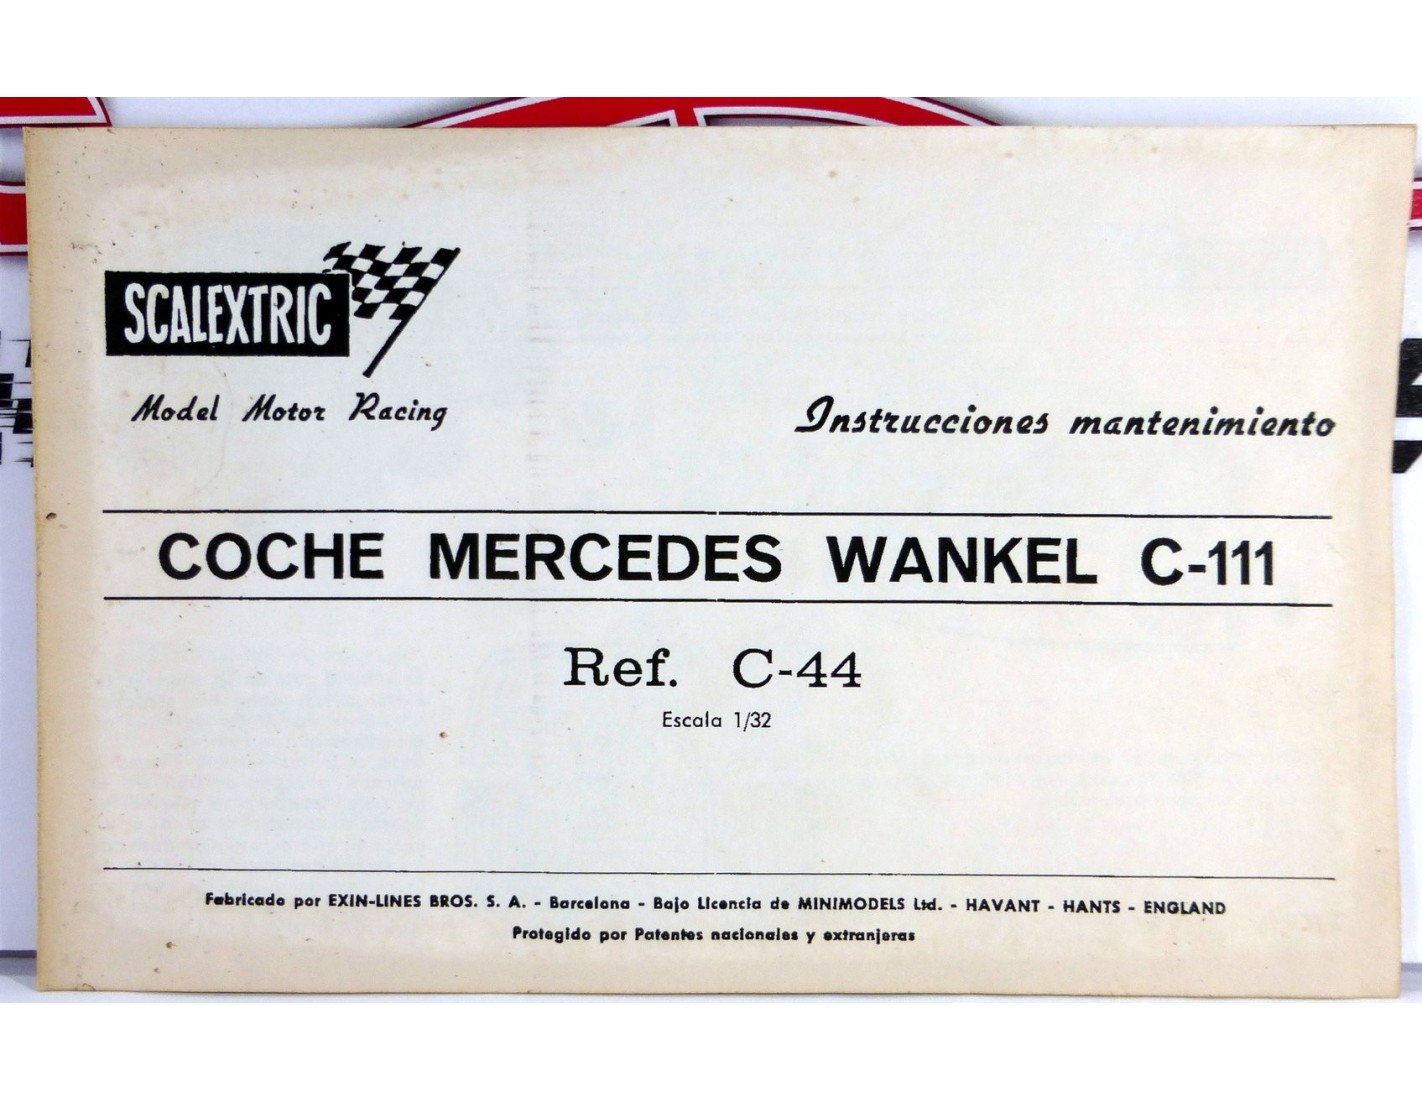 SCALEXTRIC
Model Motor Racing
Instrucciones mantenimiento
COCHE MERCEDES WANKEL C-111
Ref. C-44
Escala 1/32
Fabricado por EXIN-LINES BROS. S. A. - Barcelona - Bajo Licencia de MINIMODELS Ltd. - HAVANT - HANTS - ENGLAND
Protegido por Patentes nacionales y extranjeras